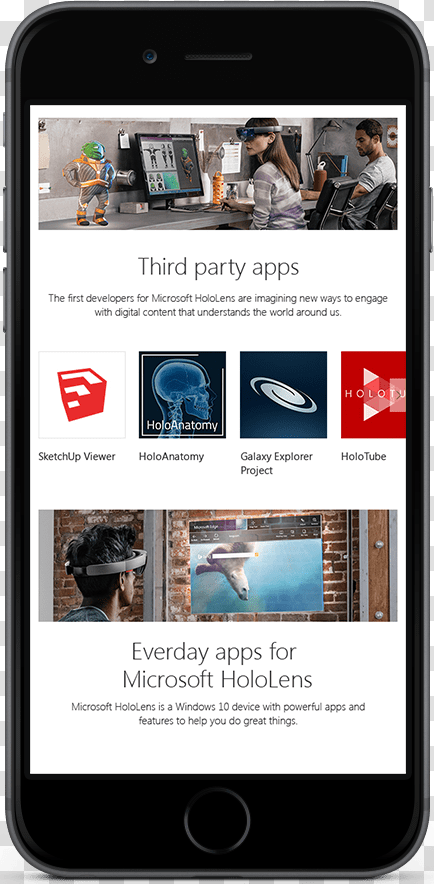 Third party apps
The first developers for Microsoft HoloLens are imagining new ways to engage
with digital content that understands the world around us.
HoloAnatomy
HOLOTU
SketchUp Viewer
HoloAnatomy
Galaxy Explorer
Project
HoloTube
Microsoft Edge
Everday apps for
Microsoft HoloLens
Microsoft HoloLens is a Windows 10 device with powerful apps and
features to help you do great things.